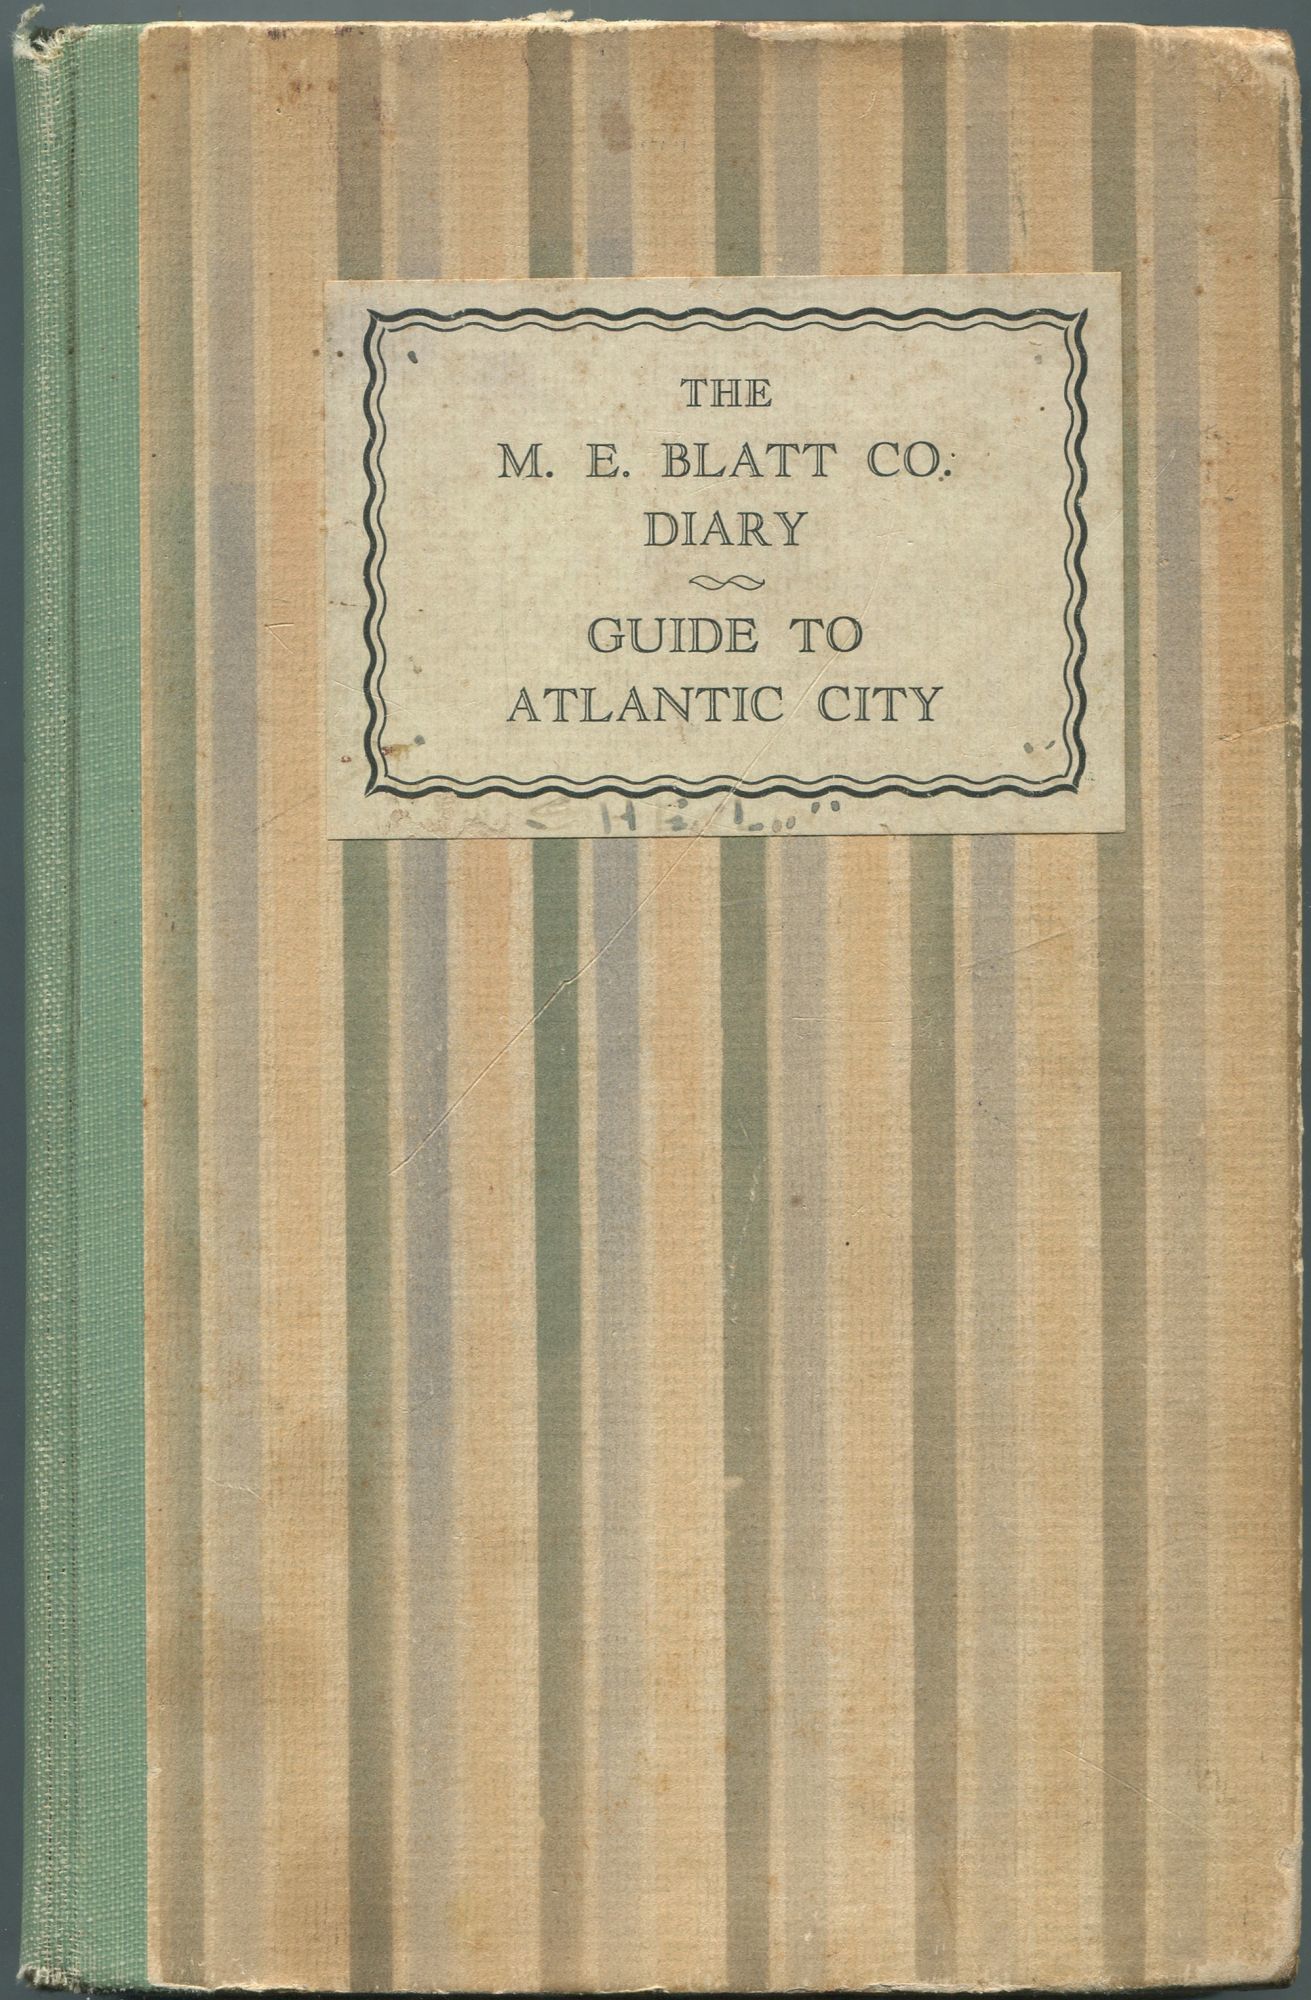 THE
M. E. BLATT CO.
DIARY
GUIDE TO
ATLANTIC CITY